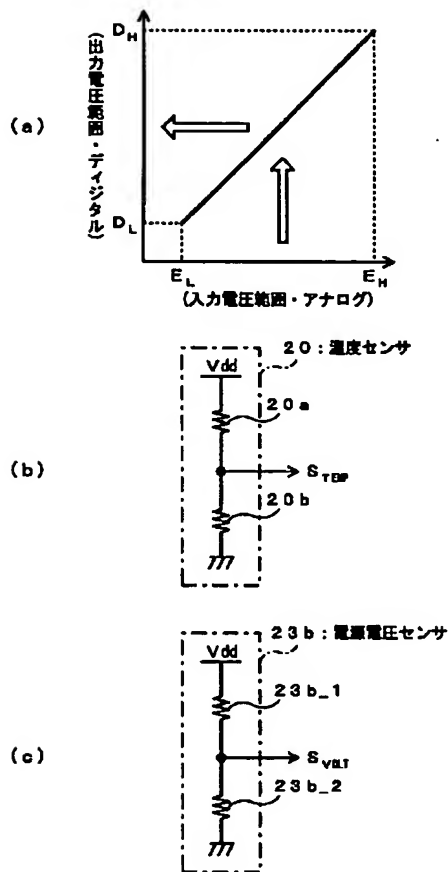 (a)
(出力電圧範囲・ディジタル)
D_H
D_L
E_L
E_H
(入力電圧範囲・アナログ)
(b)
20:温度センサ
Vdd
20a
S_TEMP
20b
(c)
23b:電源電圧センサ
Vdd
23b_1
S_VOLT
23b_2